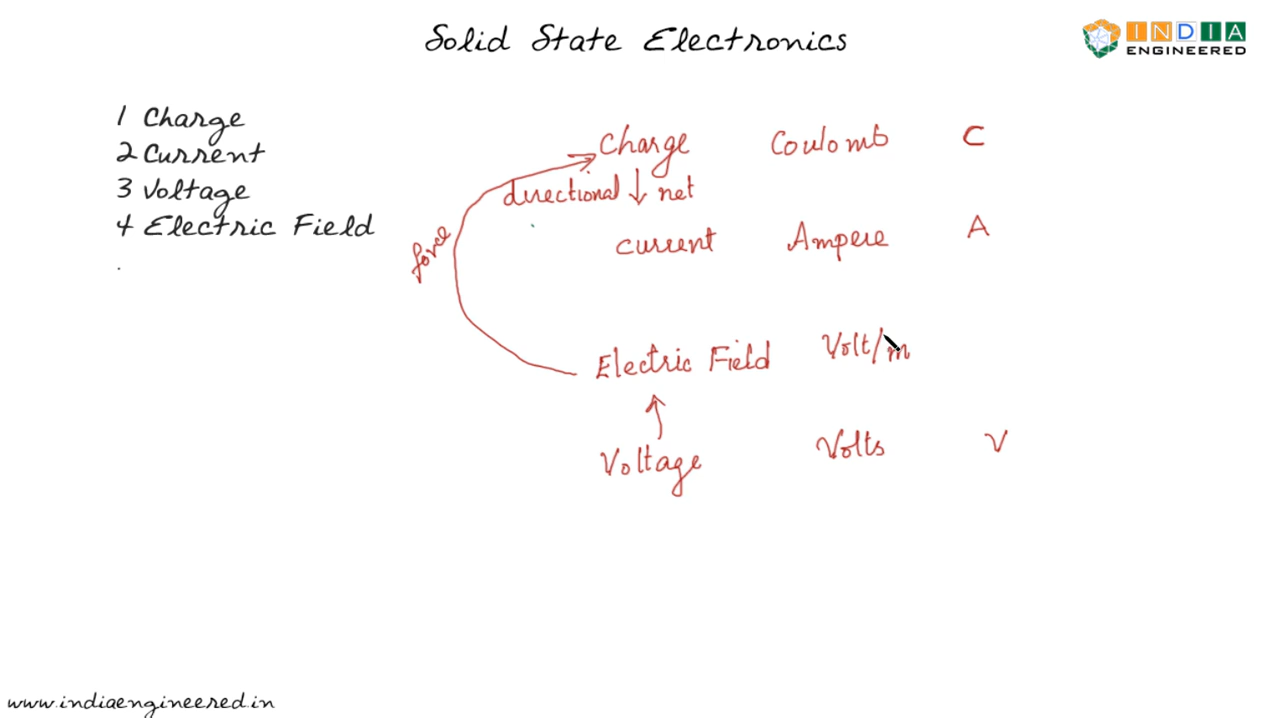 Solid State Electronics
INDIA
ENGINEERED
1 Charge
2 Current
3 Voltage
4 Electric Field
Charge Coulomb C
directional net
current Ampere A
force
Electric Field Volt/m
Voltage Volts V
www.indiaengineered.in